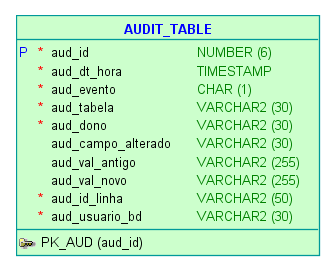 AUDIT_TABLE
P * aud_id NUMBER (6)
* aud_dt_hora TIMESTAMP
* aud_evento CHAR (1)
* aud_tabela VARCHAR2 (30)
* aud_dono VARCHAR2 (30)
aud_campo_alterado VARCHAR2 (30)
aud_val_antigo VARCHAR2 (255)
aud_val_novo VARCHAR2 (255)
* aud_id_linha VARCHAR2 (50)
* aud_usuario_bd VARCHAR2 (30)
PK_AUD (aud_id)